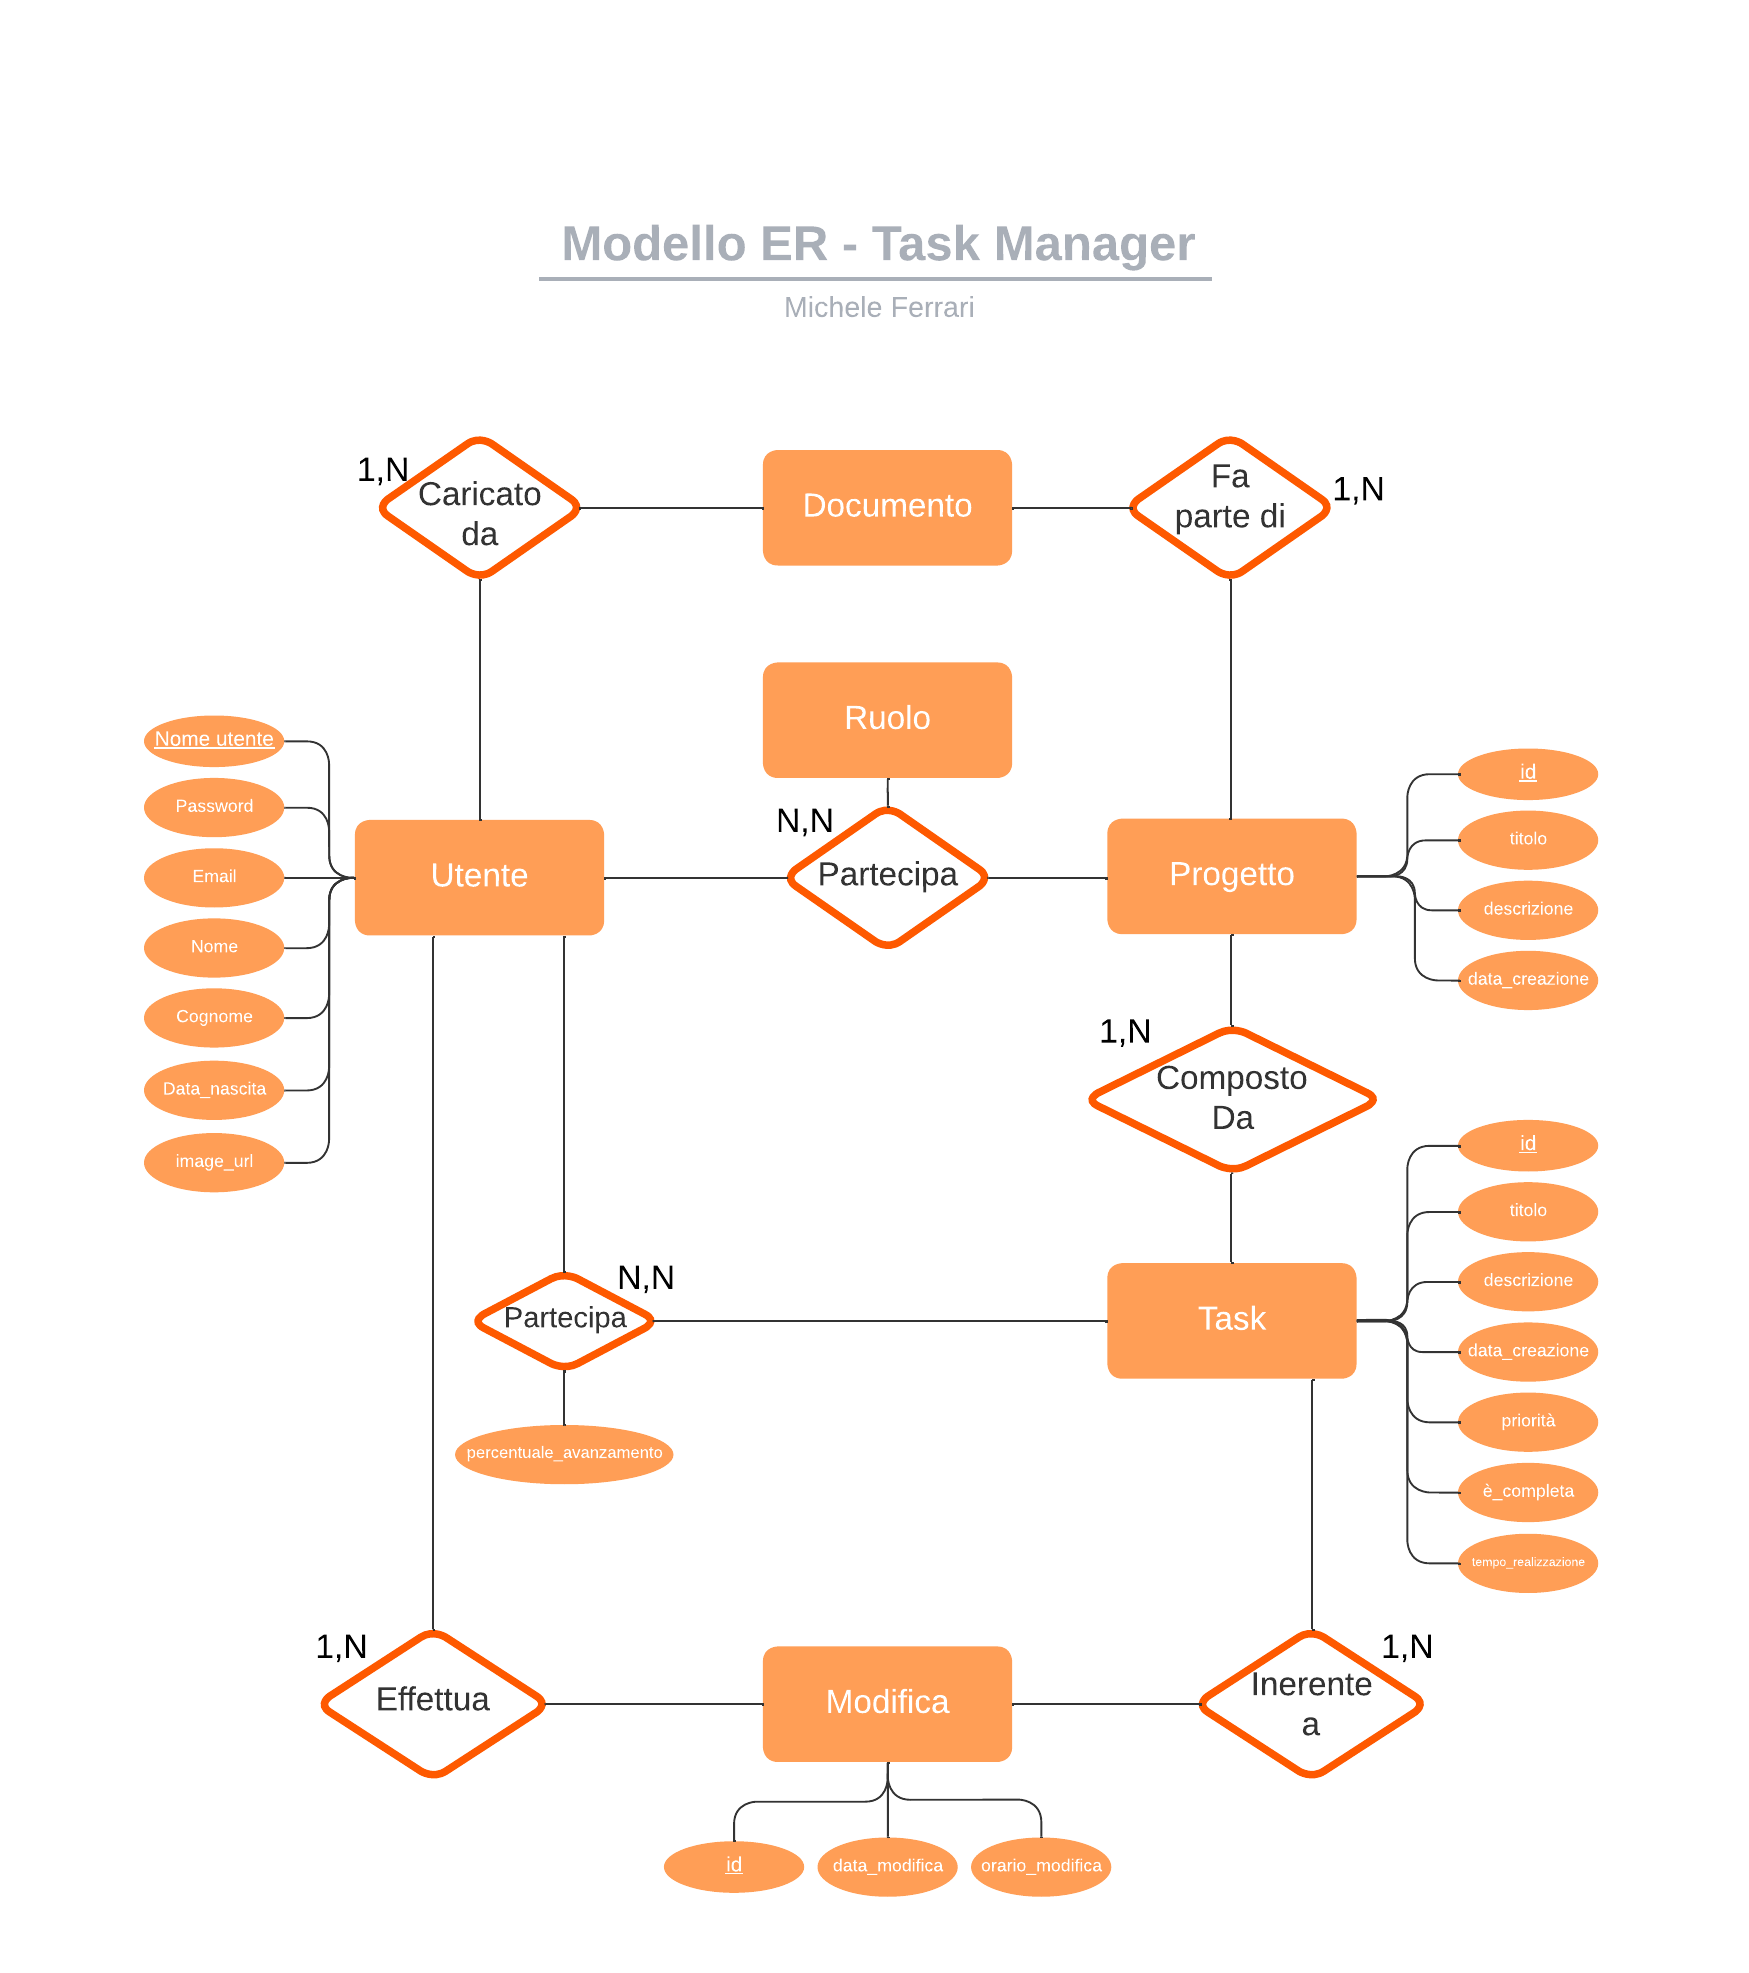 Modello ER - Task Manager
Michele Ferrari
1,N
Caricato
da
Documento
Fa
parte di
1,N
Ruolo
Nome utente
Password
Email
Nome
Cognome
Data_nascita
image_url
Utente
N,N
Partecipa
Progetto
id
titolo
descrizione
data_creazione
1,N
Composto
Da
N,N
Partecipa
percentuale_avanzamento
Task
id
titolo
descrizione
data_creazione
priorità
è_completa
tempo_realizzazione
1,N
Effettua
Modifica
Inerente
a
1,N
id
data_modifica
orario_modifica